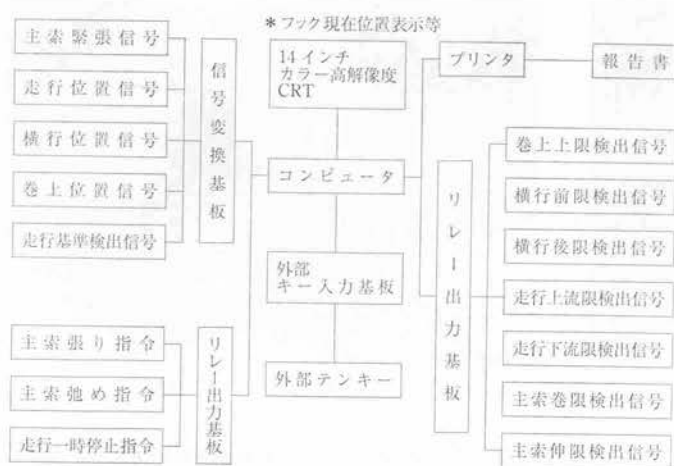 ＊フック現在位置表示等
主索緊張信号
走行位置信号
横行位置信号
巻上位置信号
走行基準検出信号
信号変換基板
14インチ
カラー高解像度
CRT
プリンタ
報告書
コンピュータ
外部
キー入力基板
外部テンキー
主索張り指令
主索弛め指令
走行一時停止指令
リレー出力基板
リレー出力基板
巻上上限検出信号
横行前限検出信号
横行後限検出信号
走行上流限検出信号
走行下流限検出信号
主索巻限検出信号
主索伸限検出信号